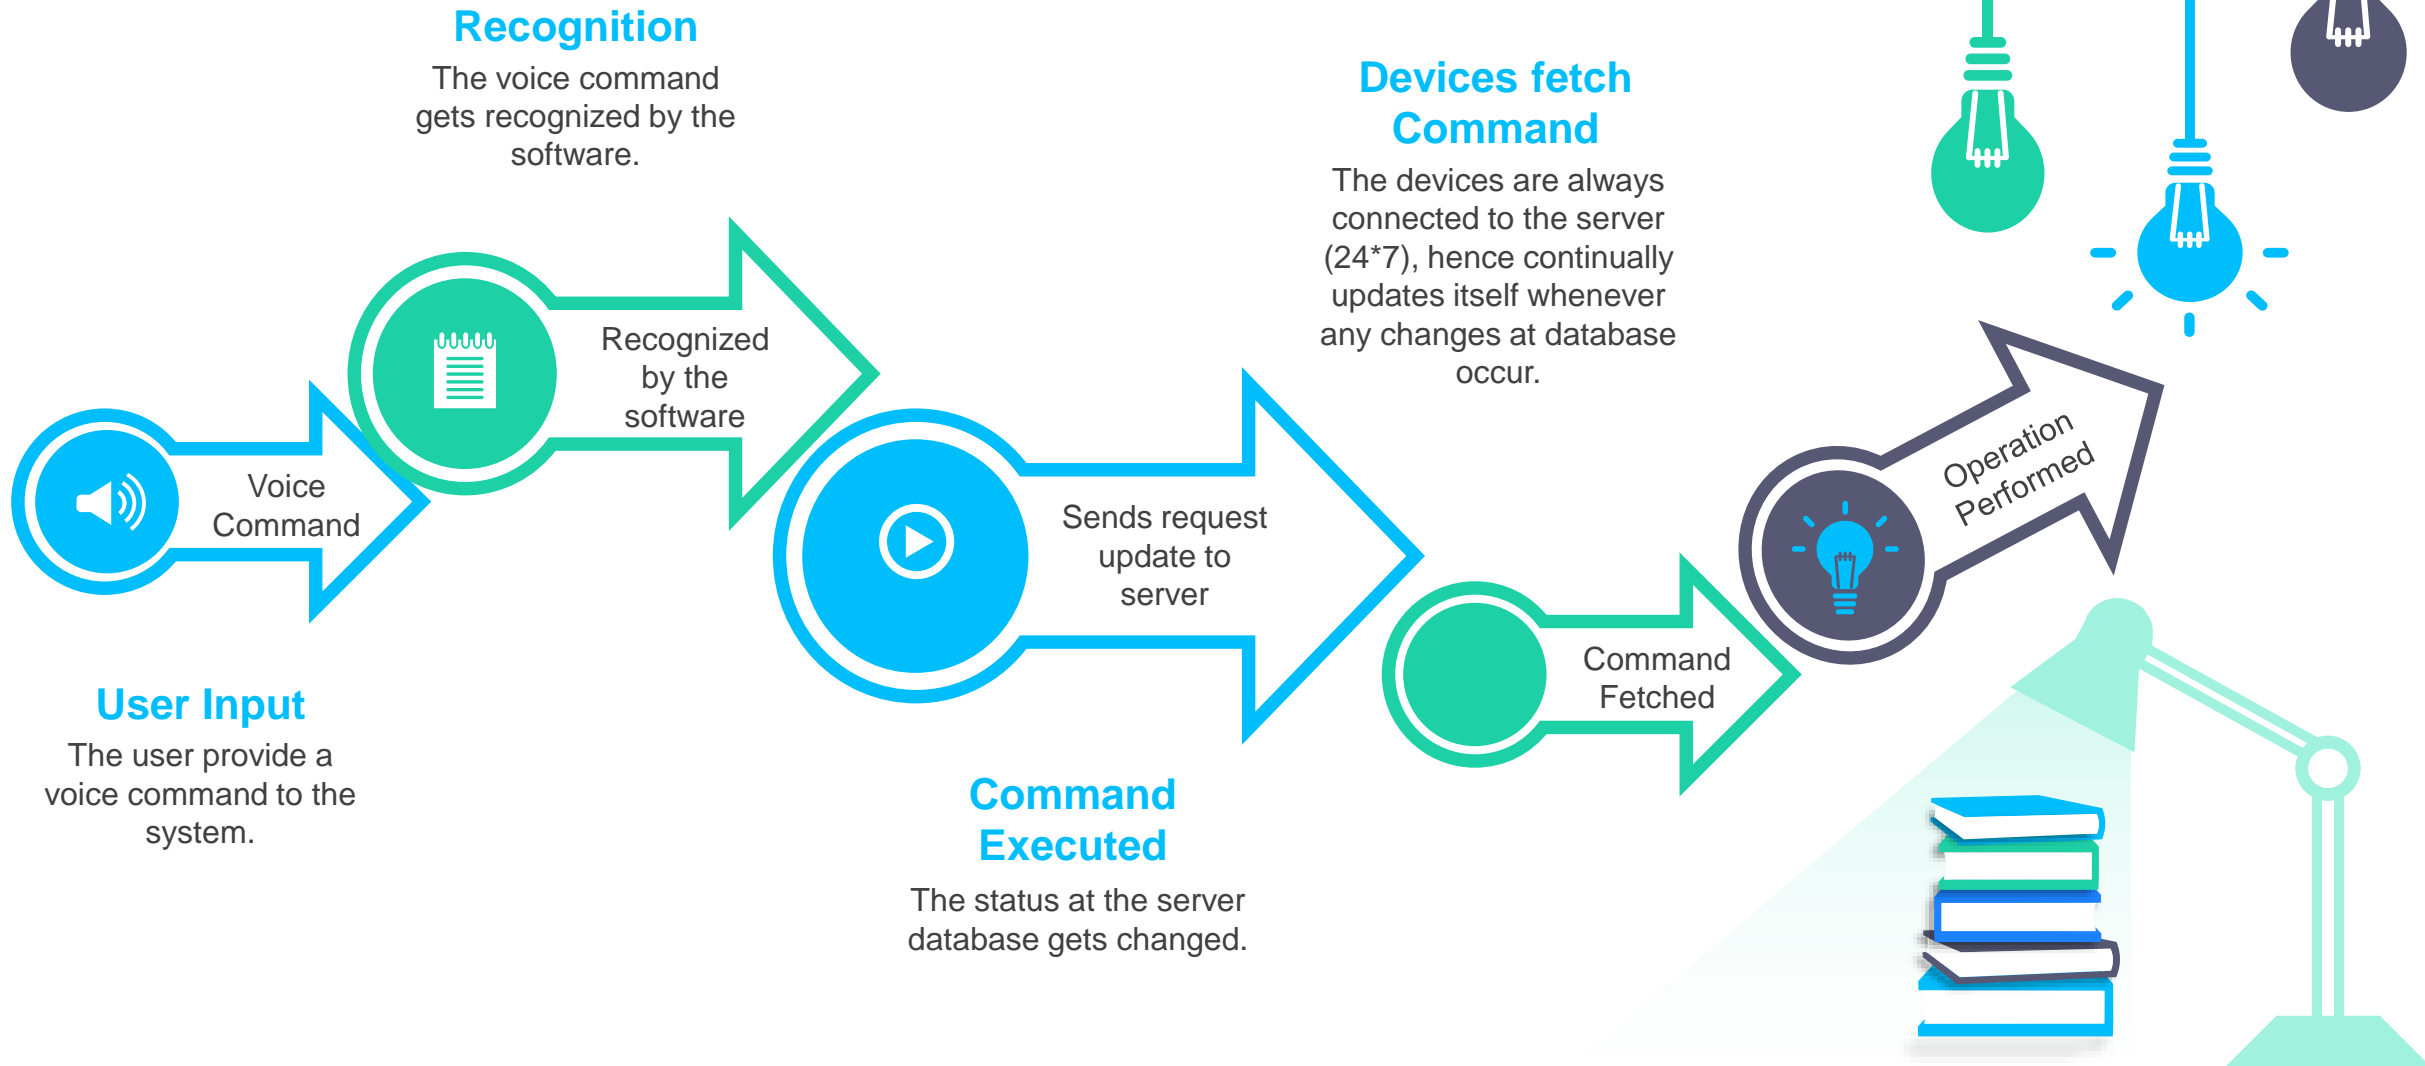 Recognition
The voice command
gets recognized by the
software.
Devices fetch
Command
The devices are always
connected to the server
(24*7), hence continually
updates itself whenever
any changes at database
occur.
Recognized
by the
software
Voice
Command
Sends request
update to
server
Command
Fetched
Operation
Performed
User Input
The user provide a
voice command to the
system.
Command
Executed
The status at the server
database gets changed.